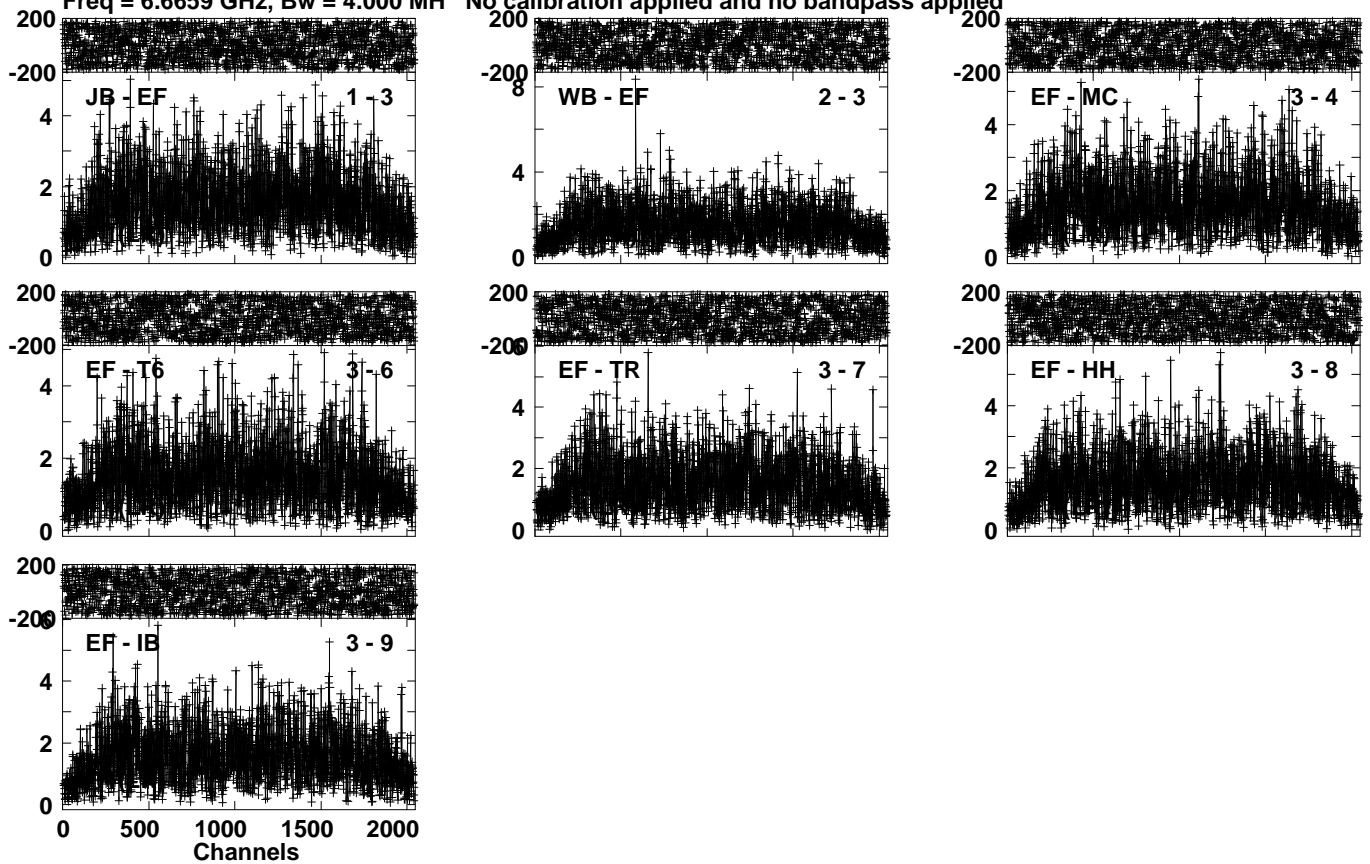 Freq = 6.6659 GHz, Bw = 4.000 MH No calibration applied and no bandpass applied
200 200 200
-200 -200 -200
JB - EF 1 - 3 8 WB - EF 2 - 3 EF - MC 3 - 4
4 4 4
2 2
0 0 0
200 200 200
-200 -200 -200
EF - T6 3 - 6 6 EF - TR 3 - 7 EF - HH 3 - 8
4 4 4
2 2 2
0 0 0
200
-200
6 EF - IB 3 - 9
4
2
0
0 500 1000 1500 2000
Channels